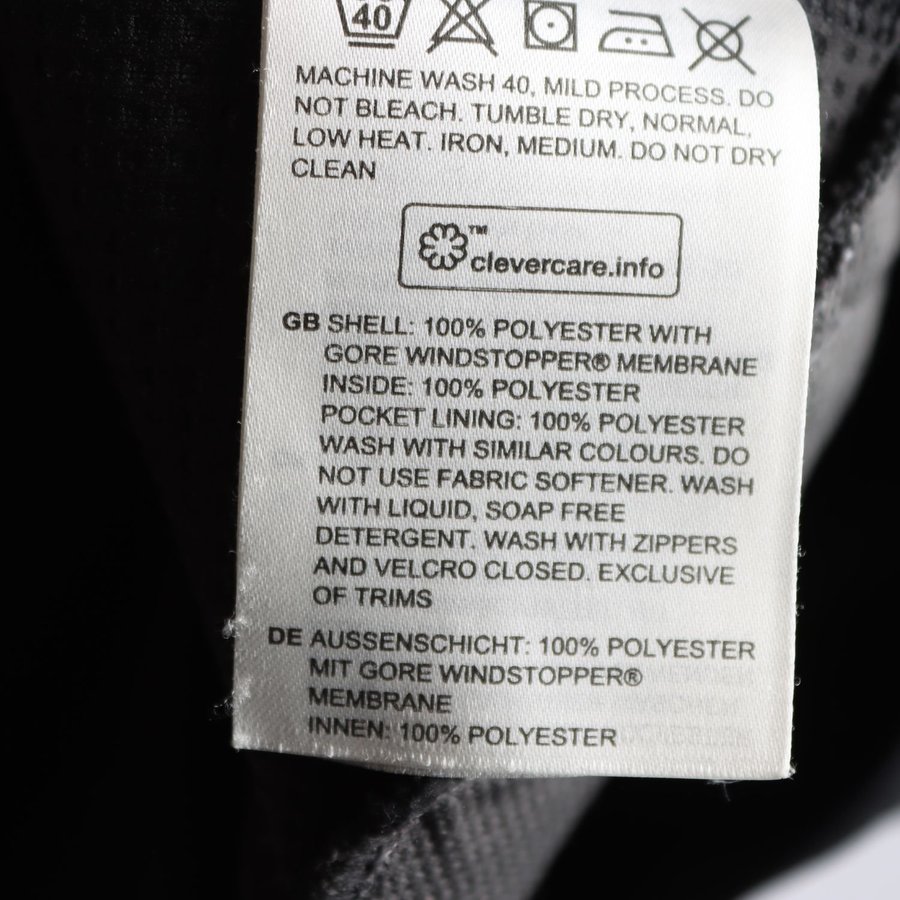 40
MACHINE WASH 40, MILD PROCESS. DO
NOT BLEACH. TUMBLE DRY, NORMAL,
LOW HEAT. IRON, MEDIUM. DO NOT DRY
CLEAN
clevercare.info™
GB SHELL: 100% POLYESTER WITH
GORE WINDSTOPPER® MEMBRANE
INSIDE: 100% POLYESTER
POCKET LINING: 100% POLYESTER
WASH WITH SIMILAR COLOURS. DO
NOT USE FABRIC SOFTENER. WASH
WITH LIQUID, SOAP FREE
DETERGENT. WASH WITH ZIPPERS
AND VELCRO CLOSED. EXCLUSIVE
OF TRIMS
DE AUSSENSCHICHT: 100% POLYESTER
MIT GORE WINDSTOPPER®
MEMBRANE
INNEN: 100% POLYESTER